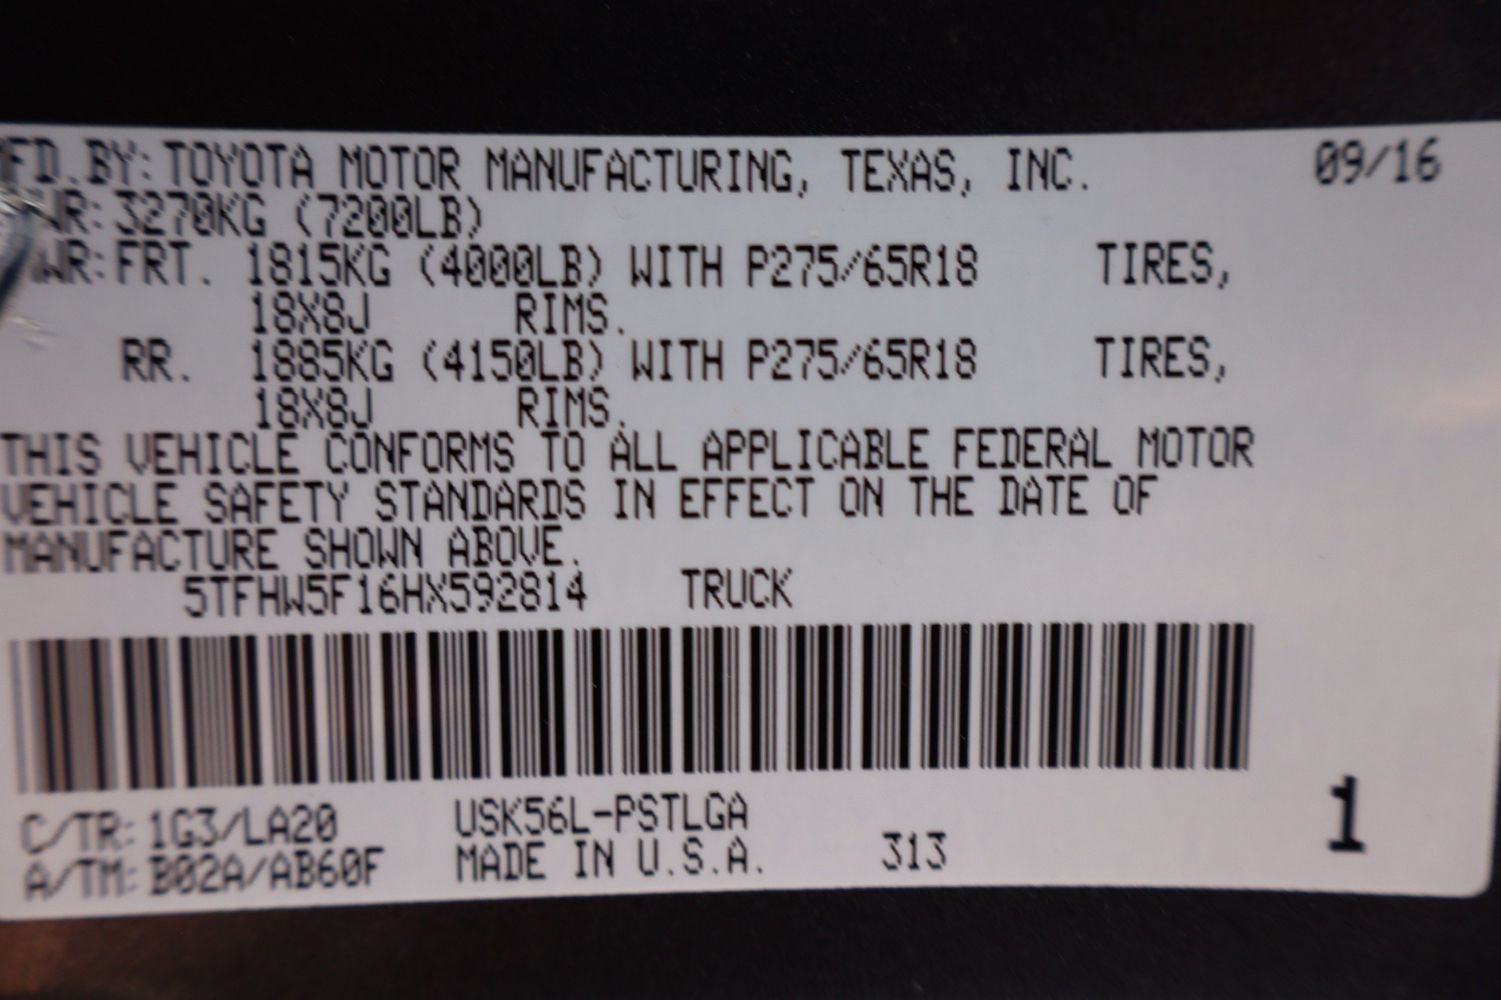 MFD.BY:TOYOTA MOTOR MANUFACTURING, TEXAS, INC. 09/16
GVWR:3270KG (7200LB)
GAWR:FRT. 1815KG (4000LB) WITH P275/65R18 TIRES,
18X8J RIMS.
RR. 1885KG (4150LB) WITH P275/65R18 TIRES,
18X8J RIMS.
THIS VEHICLE CONFORMS TO ALL APPLICABLE FEDERAL MOTOR
VEHICLE SAFETY STANDARDS IN EFFECT ON THE DATE OF
MANUFACTURE SHOWN ABOVE.
5TFHW5F16HX592814 TRUCK
C/TR:1G3/LA20 USK56L-PSTLGA
A/TM:B02A/AB60F MADE IN U.S.A. 313
1